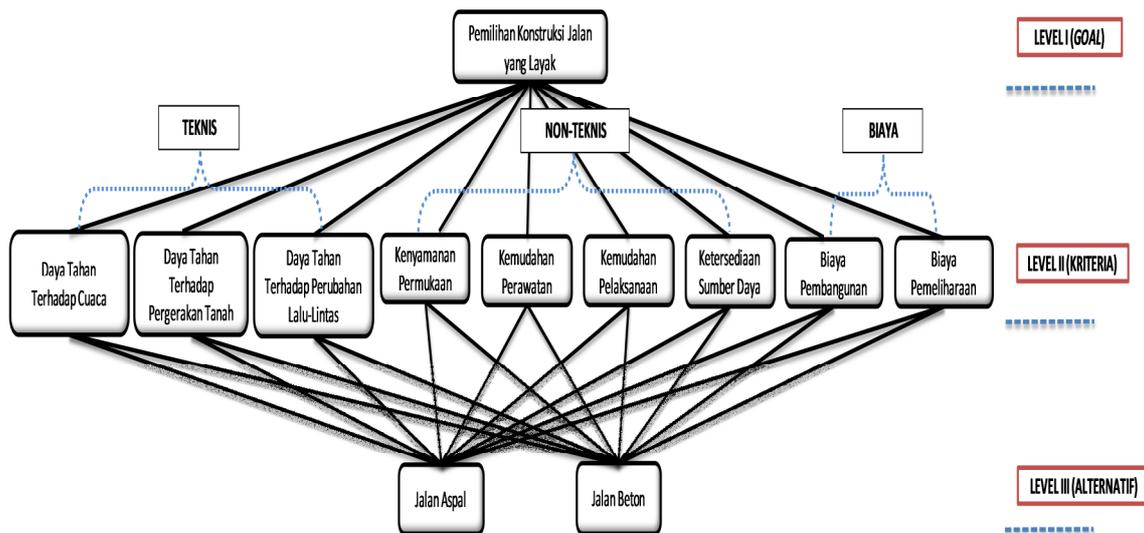 Pemilihan Konstruksi Jalan
yang Layak
LEVEL I (GOAL)
TEKNIS
NON-TEKNIS
BIAYA
Daya Tahan
Terhadap Cuaca
Daya Tahan
Terhadap
Pergerakan Tanah
Daya Tahan
Terhadap Perubahan
Lalu-Lintas
Kenyamanan
Permukaan
Kemudahan
Perawatan
Kemudahan
Pelaksanaan
Ketersediaan
Sumber Daya
Biaya
Pembangunan
Biaya
Pemeliharaan
LEVEL II (KRITERIA)
Jalan Aspal
Jalan Beton
LEVEL III (ALTERNATIF)